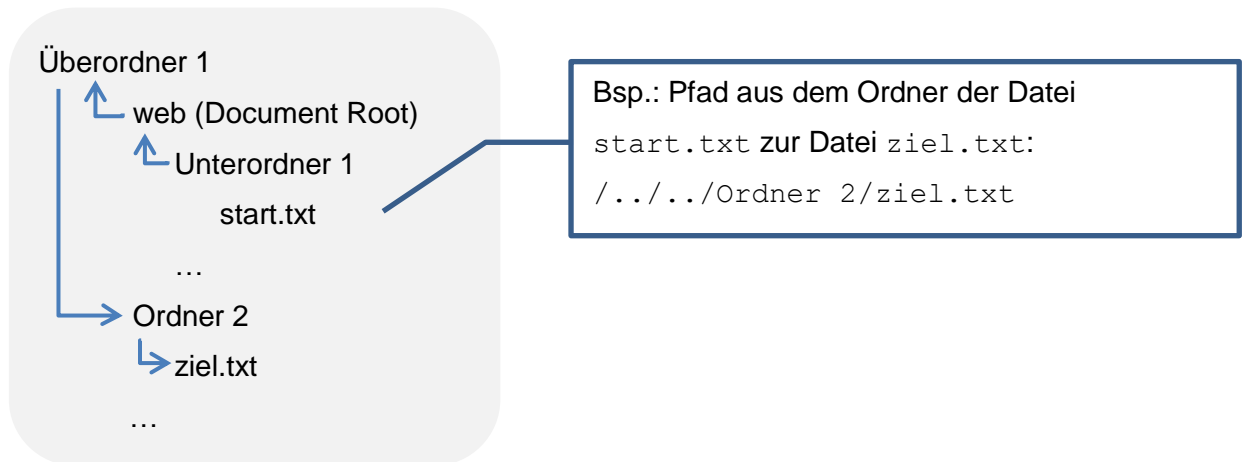 Überordner 1
web (Document Root)
Unterordner 1
start.txt
…
Ordner 2
ziel.txt
…
Bsp.: Pfad aus dem Ordner der Datei
start.txt zur Datei ziel.txt:
/../../Ordner 2/ziel.txt